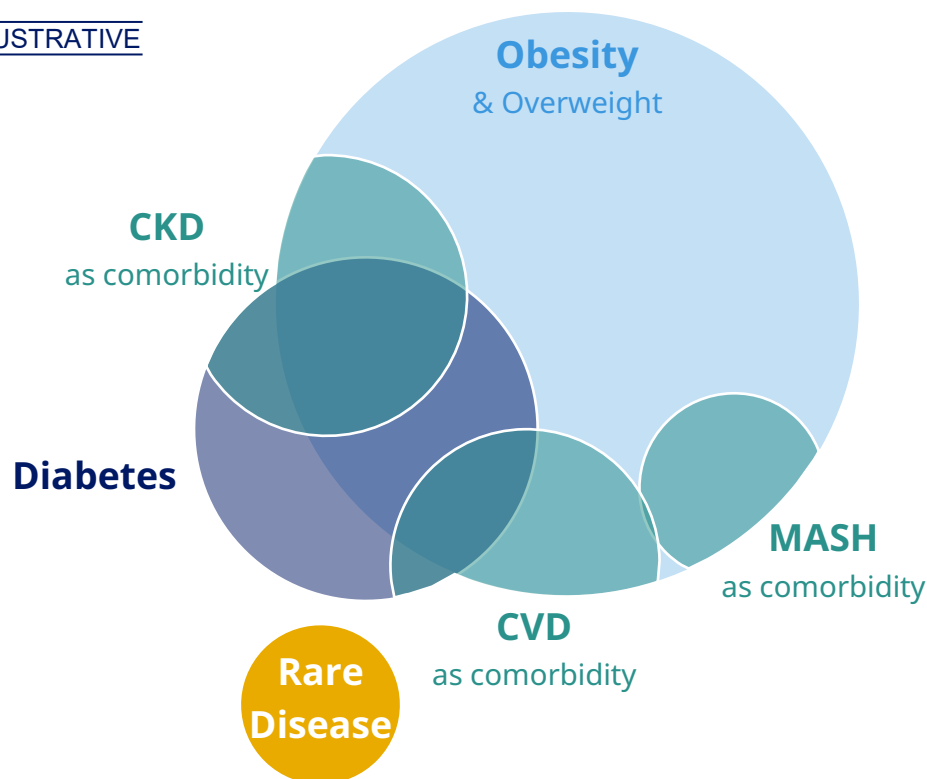 USTRATIVE
Obesity
& Overweight
CKD
as comorbidity
Diabetes
MASH
as comorbidity
CVD
as comorbidity
Rare
Disease